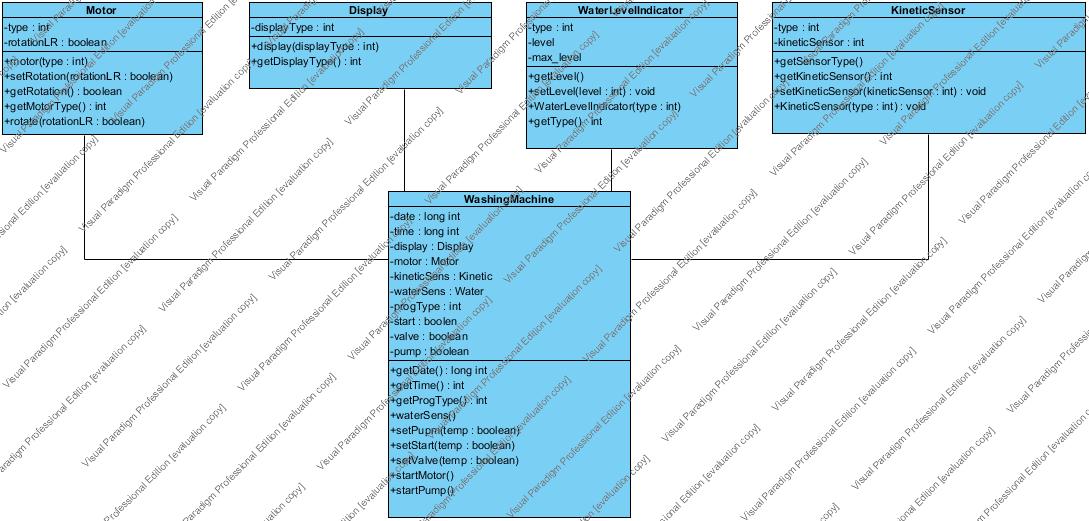 Motor
-type : int
-rotationLR : boolean
+motor(type : int)
+setRotation(rotationLR : boolean)
+getRotation() : boolean
+getMotorType() : int
+rotate(rotationLR : boolean)
Display
-displayType : int
+display(displayType : int)
+getDisplayType() : int
WaterLevelIndicator
-type : int
-level
-max_level
+getLevel()
+setLevel(level : int) : void
+WaterLevelIndicator(type : int)
+getType() : int
KineticSensor
-type : int
-kineticSensor : int
+getSensorType()
+getKineticSensor() : int
+setKineticSensor(kineticSensor : int) : void
+KineticSensor(type : int) : void
WashingMachine
-date : long int
-time : long int
-display : Display
-motor : Motor
-kineticSens : Kinetic
-waterSens : Water
-progType : int
-start : boolen
-valve : boolean
-pump : boolean
+getDate() : long int
+getTime() : int
+getProgType() : int
+waterSens()
+setPupm(temp : boolean)
+setStart(temp : boolean)
+setValve(temp : boolean)
+startMotor()
+startPump()
Visual Paradigm Professional Edition [evaluation copy]